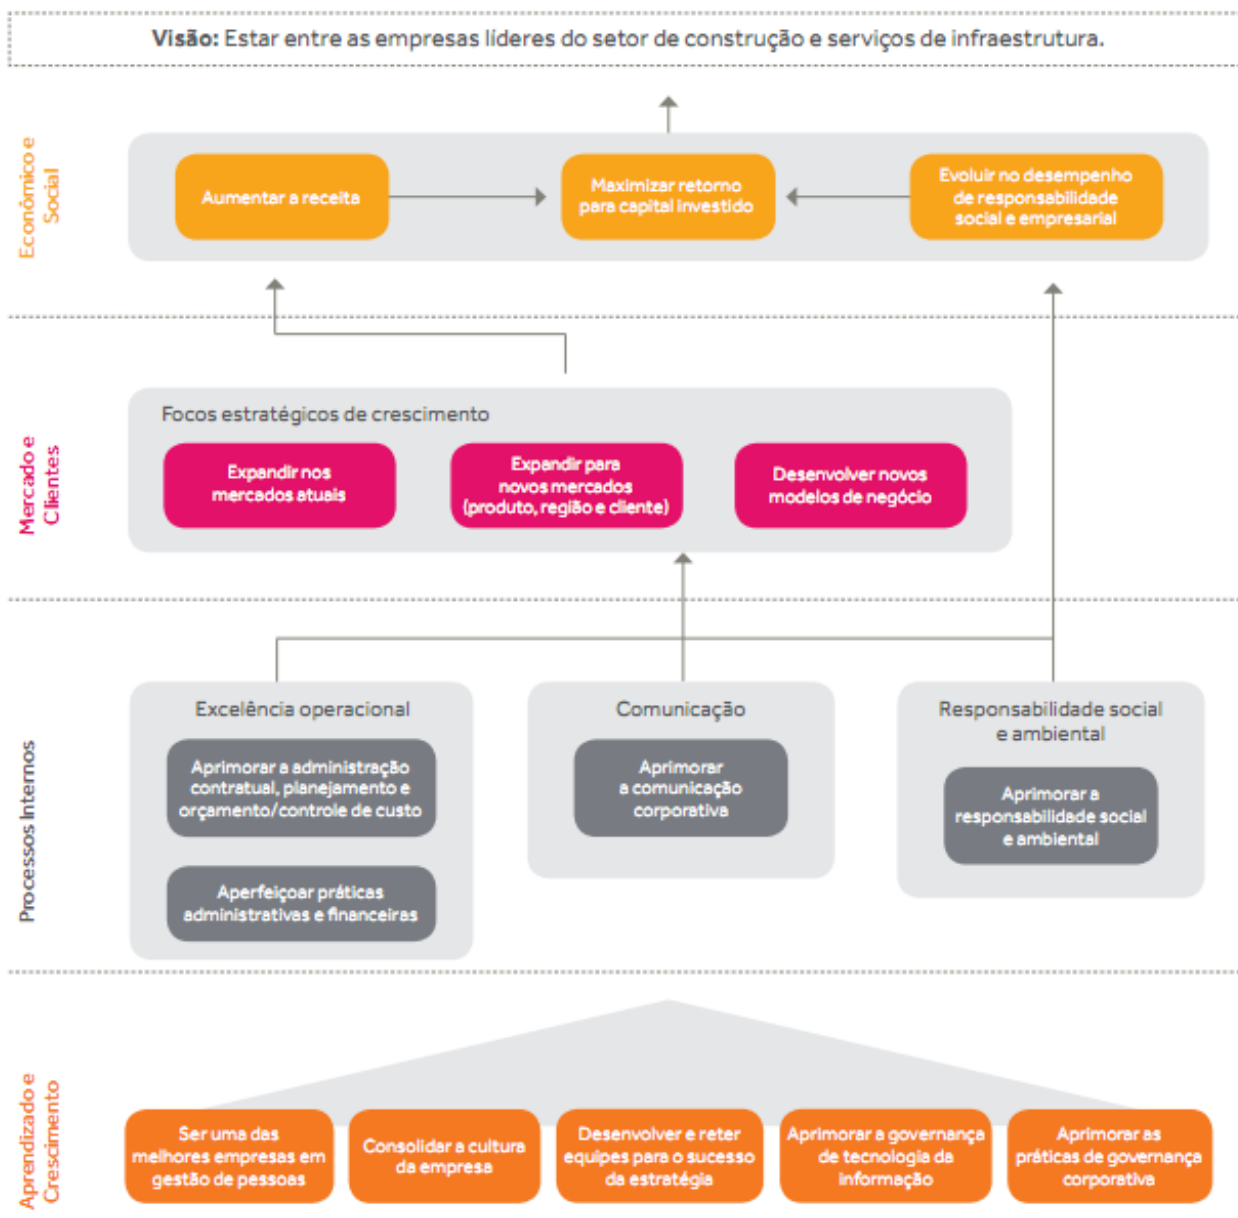 Visão: Estar entre as empresas líderes do setor de construção e serviços de infraestrutura.
Econômico e
Social
Aumentar a receita
Maximizar retorno
para capital investido
Evoluir no desempenho
de responsabilidade
social e empresarial
Mercado e
Clientes
Focos estratégicos de crescimento
Expandir nos
mercados atuais
Expandir para
novos mercados
(produto, região e cliente)
Desenvolver novos
modelos de negócio
Processos Internos
Excelência operacional
Aprimorar a administração
contratual, planejamento e
orçamento/controle de custo
Aperfeiçoar práticas
administrativas e financeiras
Comunicação
Aprimorar
a comunicação
corporativa
Responsabilidade social
e ambiental
Aprimorar a
responsabilidade social
e ambiental
Aprendizado e
Crescimento
Ser uma das
melhores empresas em
gestão de pessoas
Consolidar a cultura
da empresa
Desenvolver e reter
equipes para o sucesso
da estratégia
Aprimorar a governança
de tecnologia da
informação
Aprimorar as
práticas de governança
corporativa